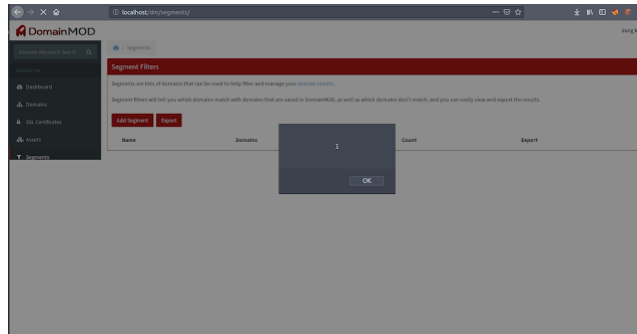 localhost/dm/segments/
DomainMOD
Domain Keyword Search
/ Segments
Segment Filters
Dashboard
Domains
SSL Certificates
Assets
Segments
Segments are lists of domains that can be used to help filter and manage your domain results.
Segment filters will tell you which domains match with domains that are saved in DomainMOD, as well as which domains don't match, and you can easily view and export the results.
Add Segment Export
Name Domains Count Export
1
OK